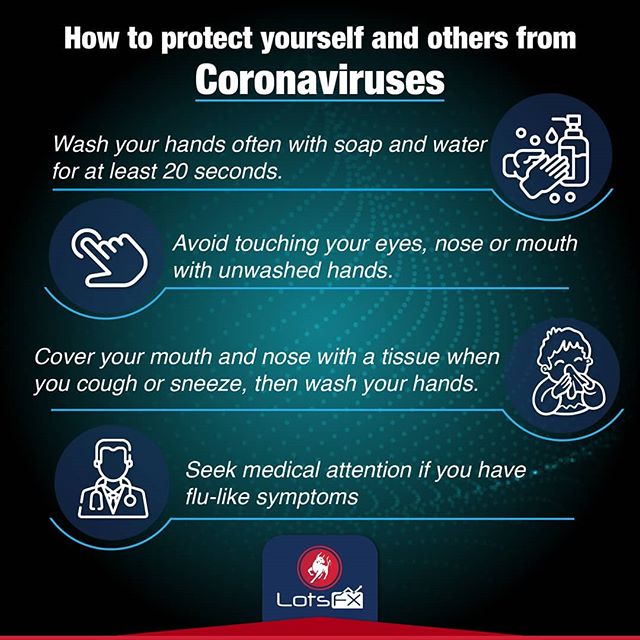 How to protect yourself and others from
Coronaviruses
Wash your hands often with soap and water
for at least 20 seconds.
Avoid touching your eyes, nose or mouth
with unwashed hands.
Cover your mouth and nose with a tissue when
you cough or sneeze, then wash your hands.
Seek medical attention if you have
flu-like symptoms
LotsFX